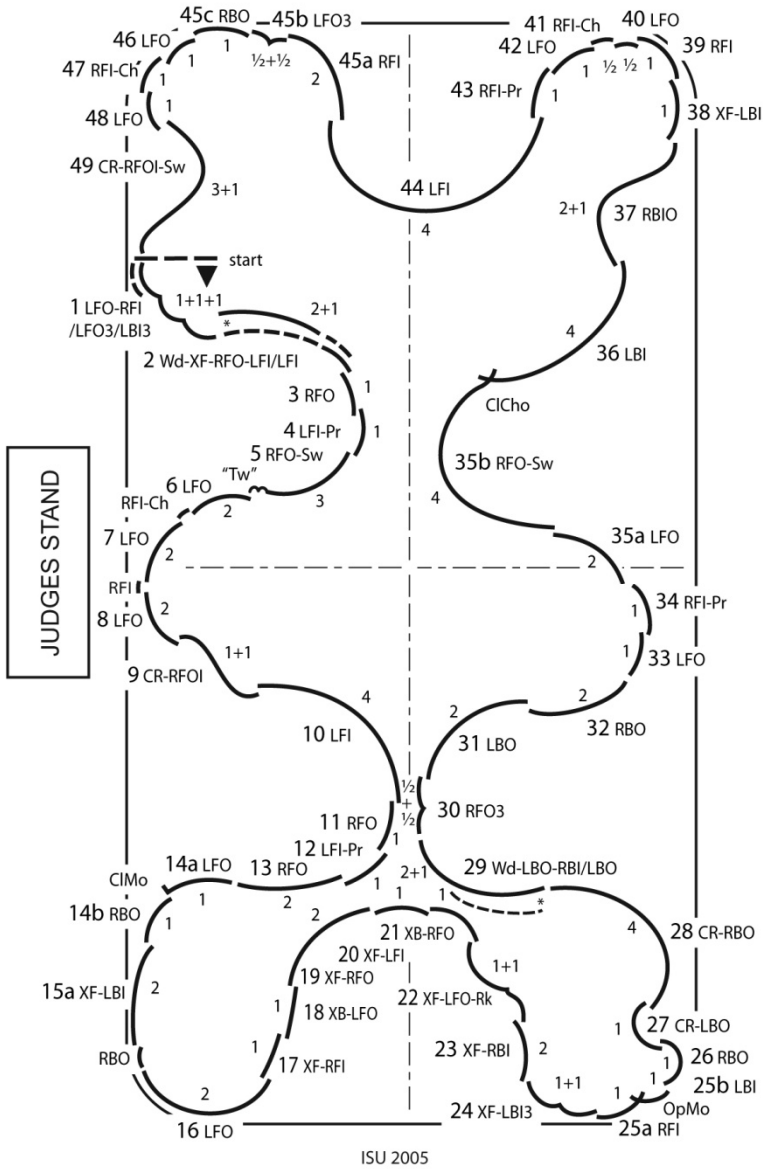 45c RBO
45b LFO3
46 LFO
47 RFI-Ch
48 LFO
49 CR-RFOI-Sw
1
1
1
1
½+½
2
45a RFI
3+1
41 RFI-Ch
40 LFO
42 LFO
39 RFI
43 RFI-Pr
38 XF-LBI
1
1
½
½
1
1
1
44 LFI
4
2+1
37 RBIO
start
1 LFO-RFI
/LFO3/LBI3
1+1+1
*
2+1
2 Wd-XF-RFO-LFI/LFI
4
36 LBI
3 RFO
1
4 LFI-Pr
1
5 RFO-Sw
ClCho
35b RFO-Sw
4
"Tw"
6 LFO
RFI-Ch
7 LFO
2
3
2
JUDGES STAND
35a LFO
2
RFI
8 LFO
2
34 RFI-Pr
1
33 LFO
1
9 CR-RFOI
1+1
10 LFI
4
2
32 RBO
2
31 LBO
½
+
½
30 RFO3
11 RFO
1
12 LFI-Pr
1
13 RFO
2
14a LFO
1
ClMo
14b RBO
1
2+1
29 Wd-LBO-RBI/LBO
*
28 CR-RBO
4
1
1
21 XB-RFO
2
20 XF-LFI
19 XF-RFO
15a XF-LBI
2
18 XB-LFO
1
1+1
22 XF-LFO-Rk
27 CR-LBO
1
RBO
17 XF-RFI
1
23 XF-RBI
2
26 RBO
1
25b LBI
1+1
1
OpMo
2
16 LFO
24 XF-LBI3
25a RFI
ISU 2005